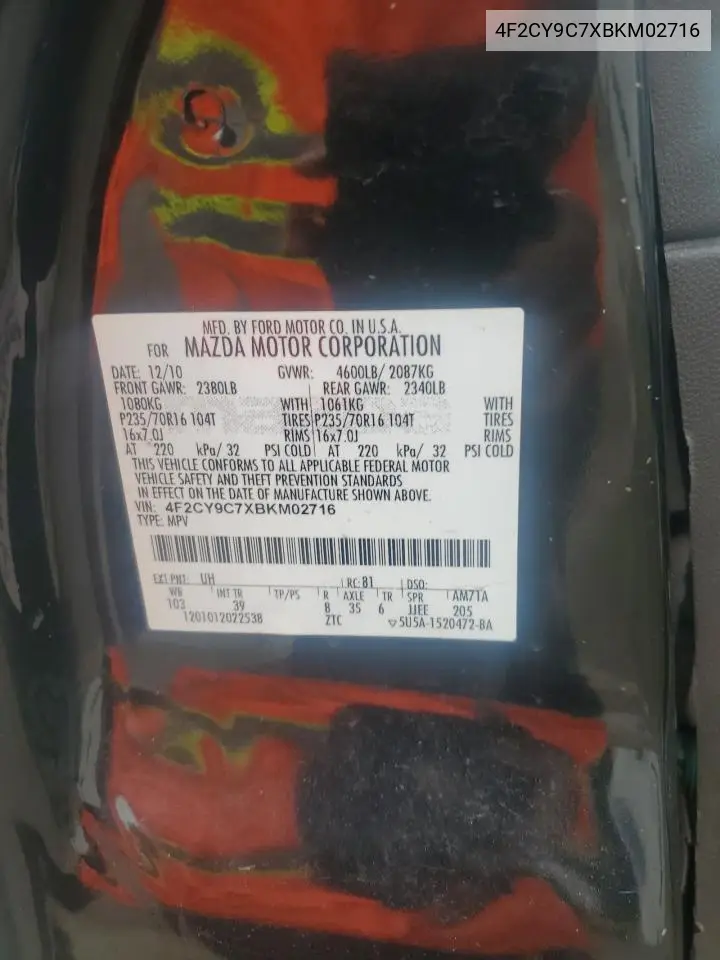 4F2CY9C7XBKM02716
MFD. BY FORD MOTOR CO. IN U.S.A.
FOR MAZDA MOTOR CORPORATION
DATE: 12/10 GVWR: 4600LB/ 2087KG
FRONT GAWR: 2380LB REAR GAWR: 2340LB
1080KG WITH 1061KG WITH
P235/70R16 104T TIRES P235/70R16 104T TIRES
16x7.0J RIMS 16x7.0J RIMS
AT 220 kPa/ 32 PSI COLD AT 220 kPa/ 32 PSI COLD
THIS VEHICLE CONFORMS TO ALL APPLICABLE FEDERAL MOTOR
VEHICLE SAFETY AND THEFT PREVENTION STANDARDS
IN EFFECT ON THE DATE OF MANUFACTURE SHOWN ABOVE.
VIN: 4F2CY9C7XBKM02716
TYPE: MPV
EXT PNT: UH RC: 81 DSO:
WB INT TR TP/PS R AXLE TR SPR AM71A
103 39 B 35 6 JJEE 205
1201012022538 ZTC ▽5U5A-1520472-BA